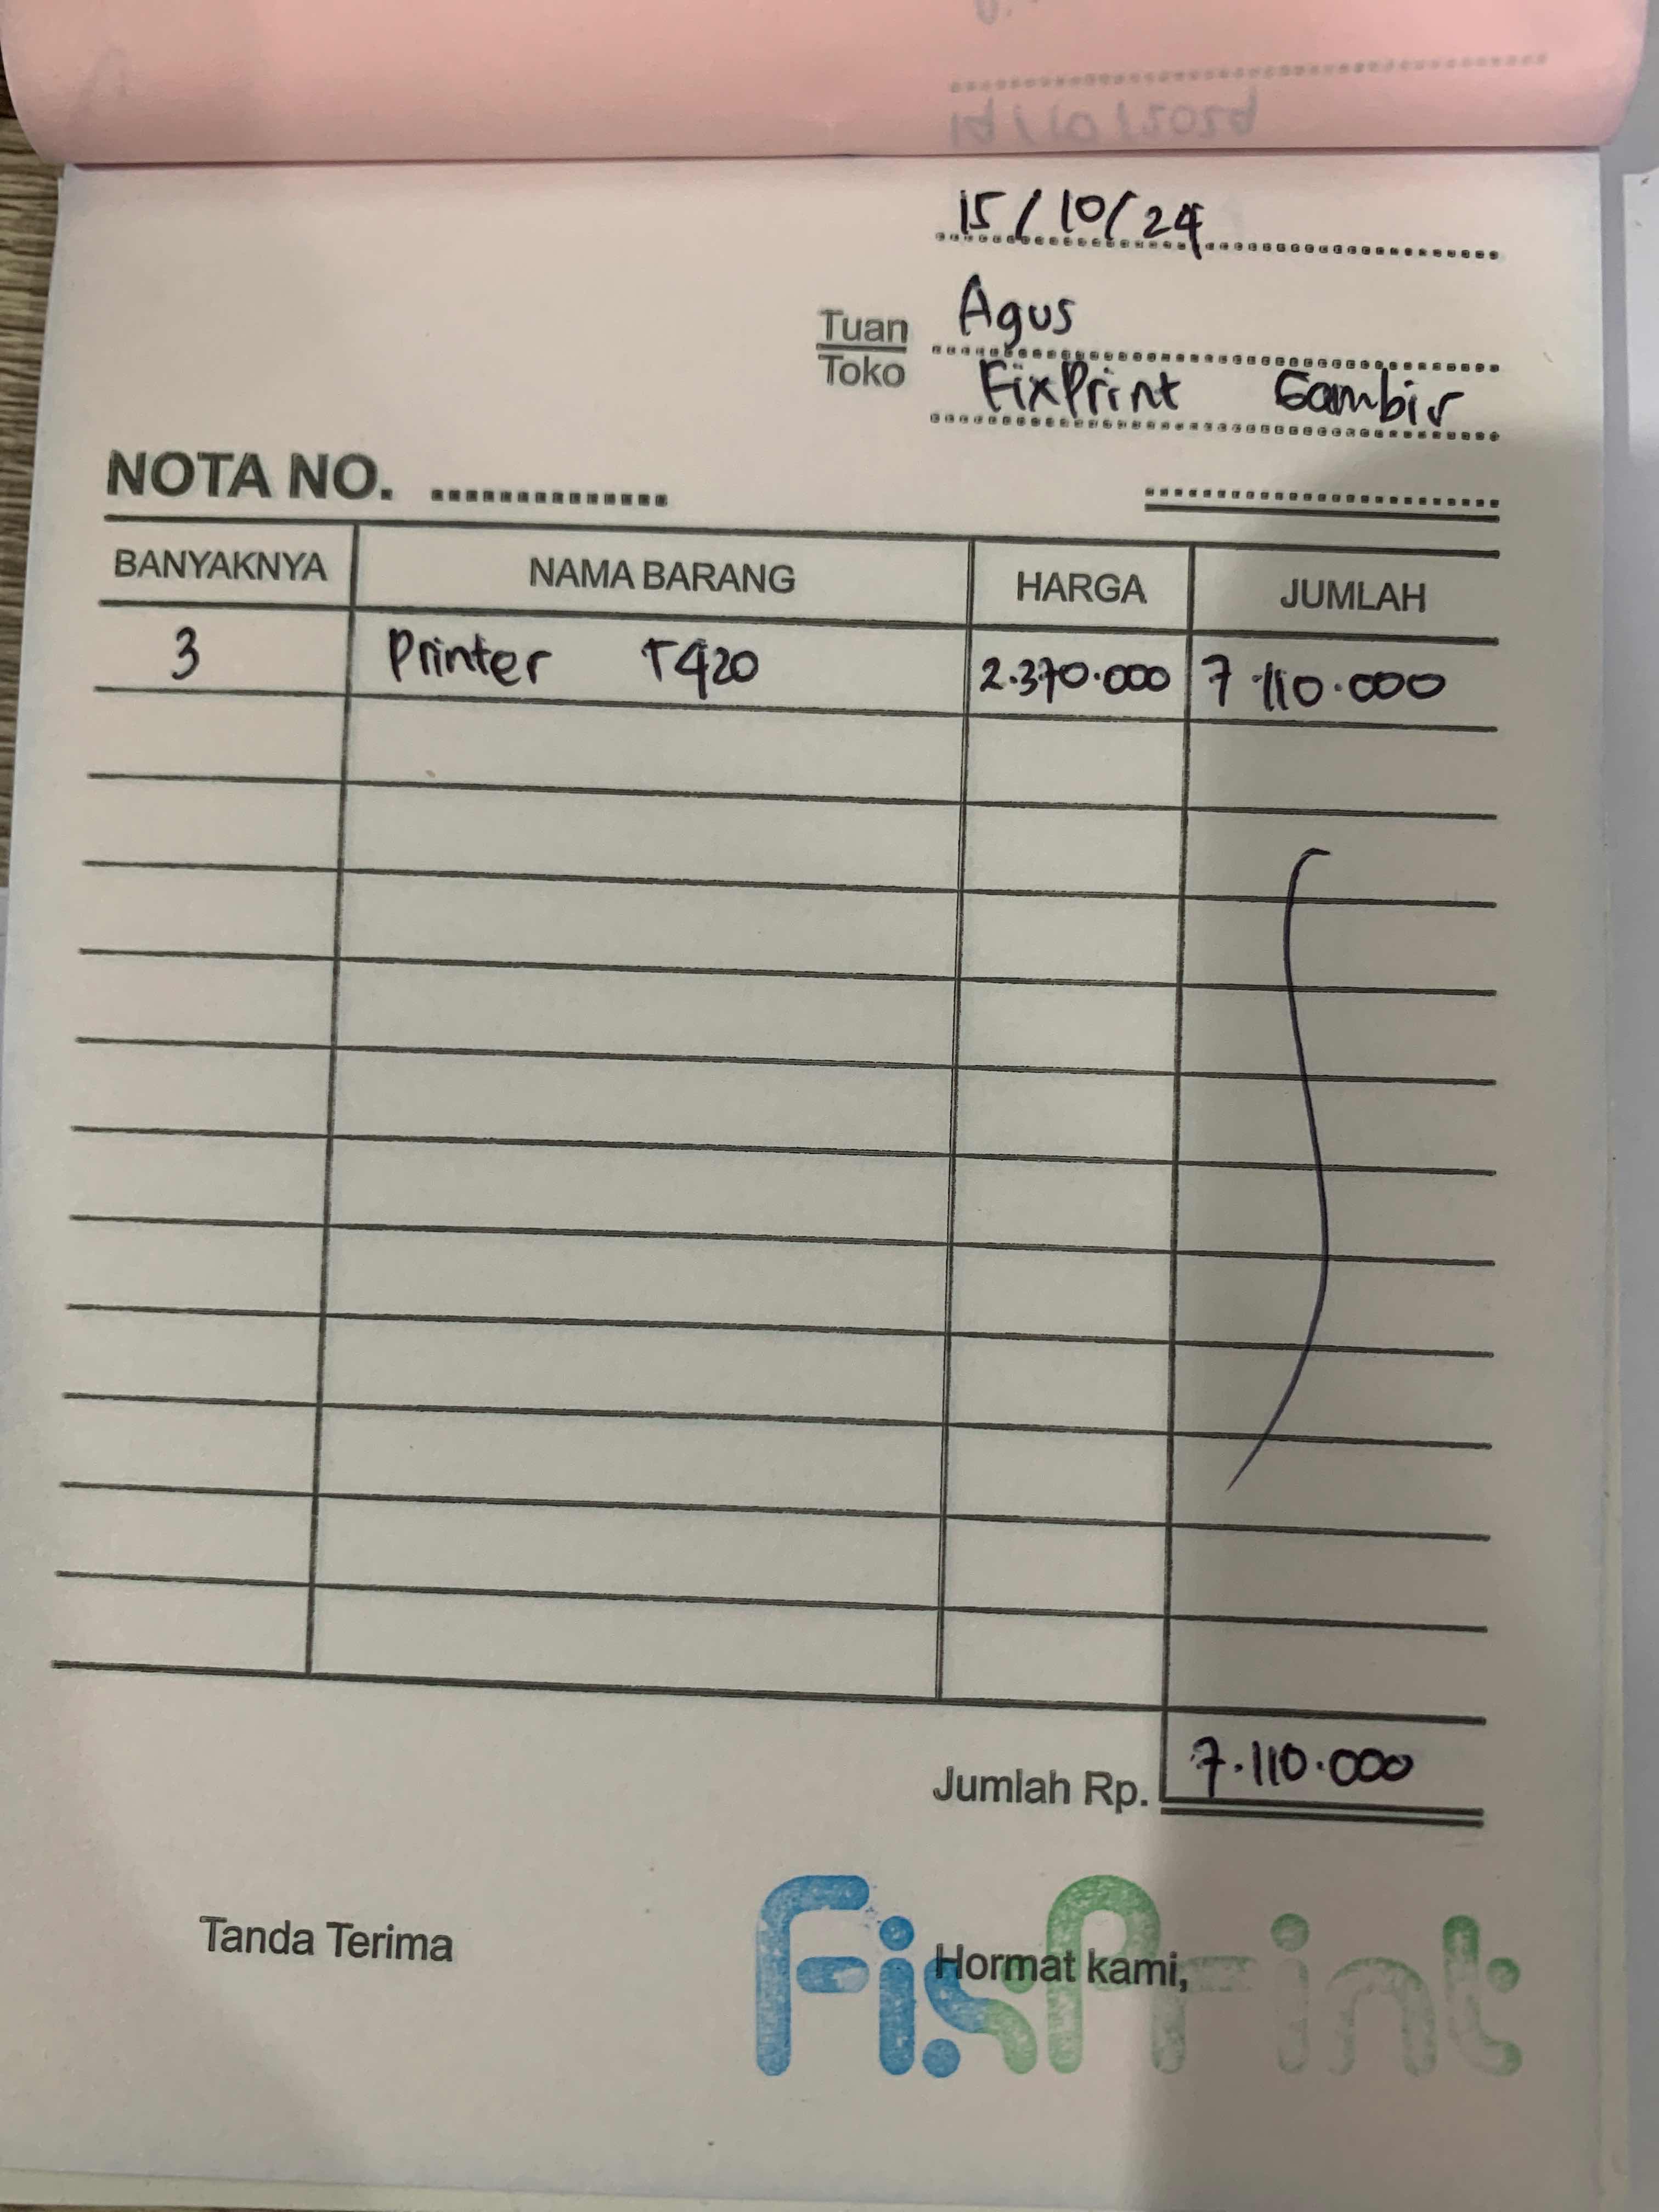 15/10/24
Tuan Agus
Toko FixPrint Gambir
NOTA NO. ...............
BANYAKNYA NAMA BARANG HARGA JUMLAH
3 Printer T420 2.370.000 7.110.000
Jumlah Rp. 7.110.000
Tanda Terima Hormat kami,
FixPrint